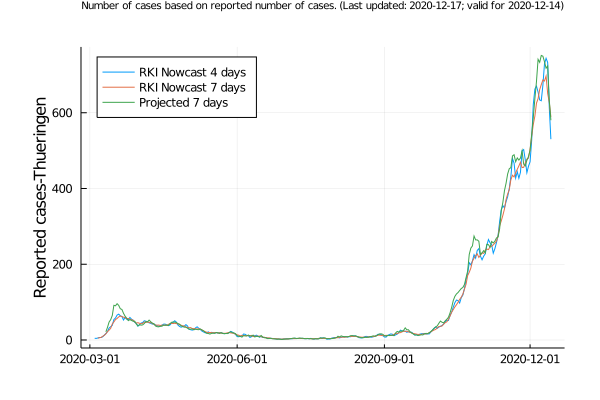 Number of cases based on reported number of cases. (Last updated: 2020-12-17; valid for 2020-12-14)
RKI Nowcast 4 days
RKI Nowcast 7 days
Projected 7 days
Reported cases-Thueringen
600
400
200
0
2020-03-01 2020-06-01 2020-09-01 2020-12-01